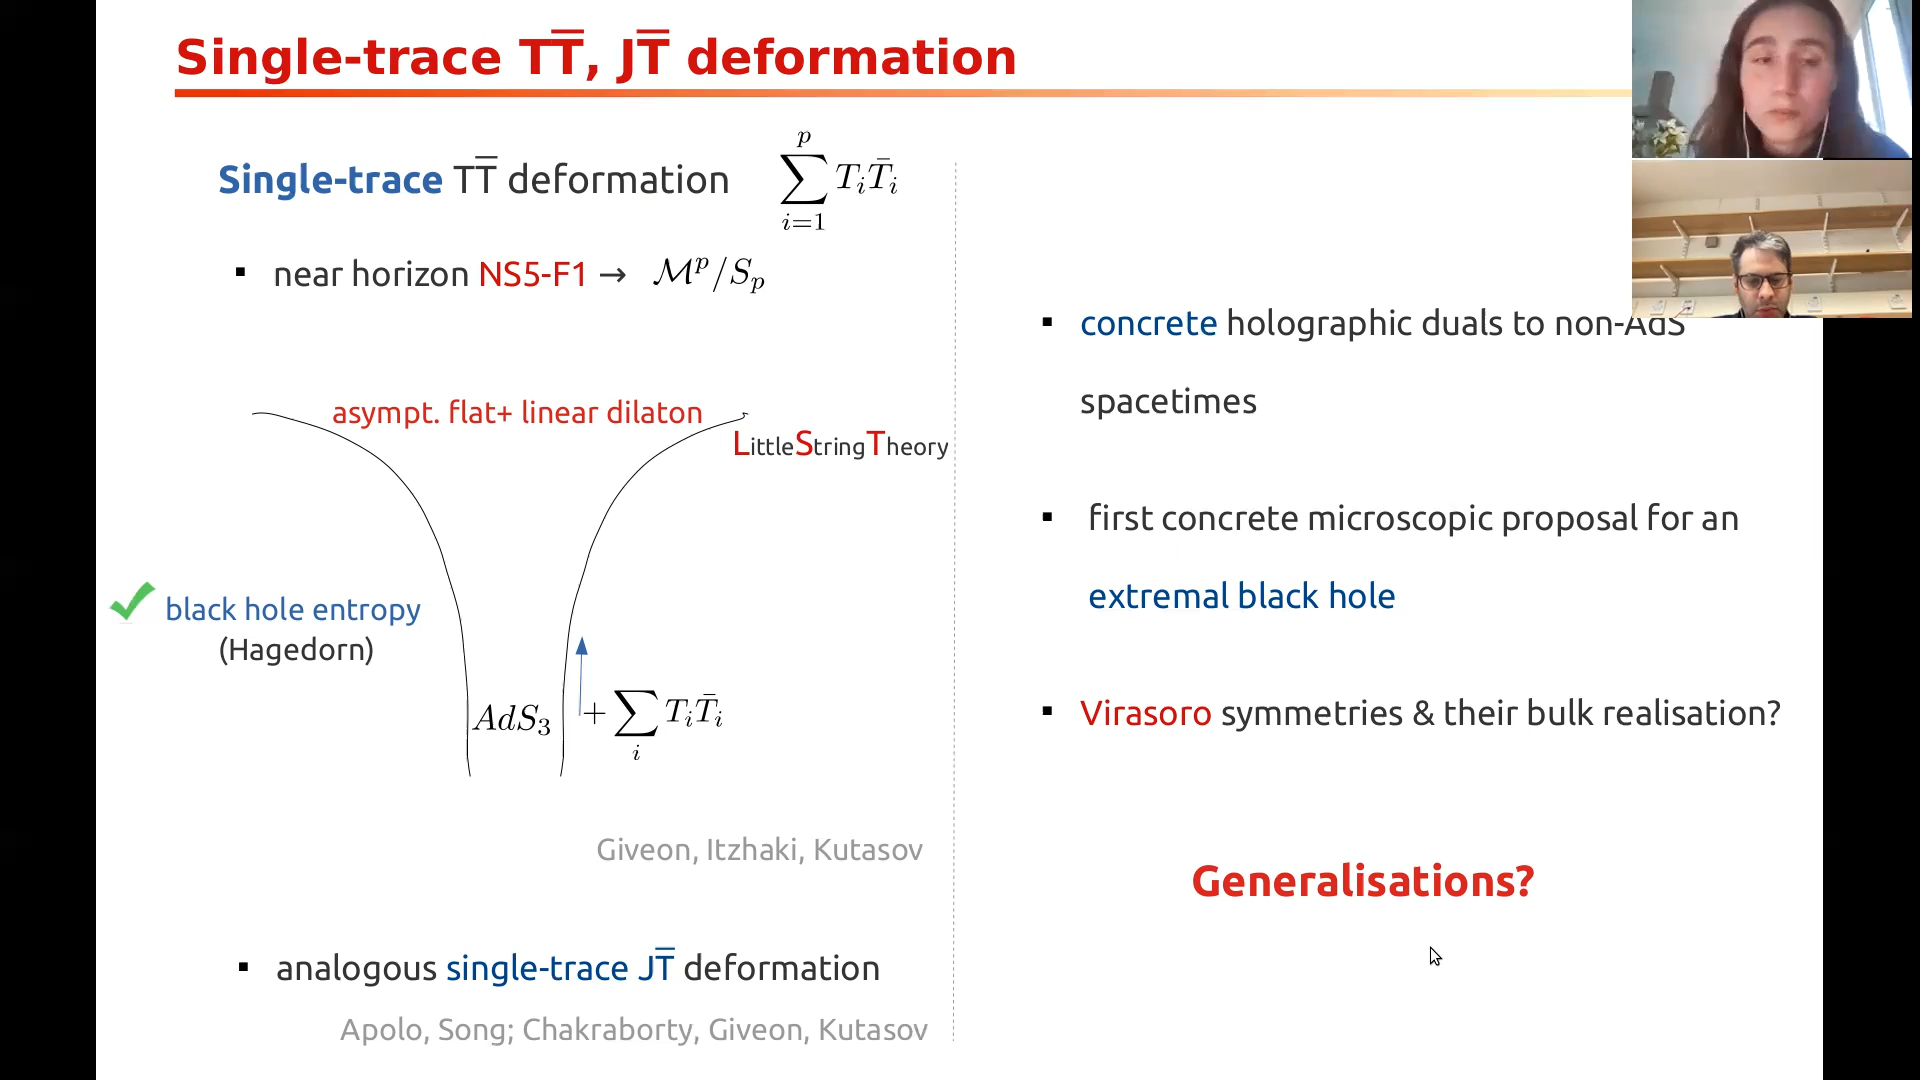 Single-trace TT̅, JT̅ deformation
Single-trace TT̅ deformation ∑_{i=1}^{p} T_i T̄_i
▪ near horizon NS5-F1 → ℳ^p/S_p
asympt. flat+ linear dilaton
LittleStringTheory
black hole entropy
(Hagedorn)
AdS_3 + ∑_i T_i T̄_i
Giveon, Itzhaki, Kutasov
▪ analogous single-trace JT̅ deformation
Apolo, Song; Chakraborty, Giveon, Kutasov
▪ concrete holographic duals to non-AdS
spacetimes
▪ first concrete microscopic proposal for an
extremal black hole
▪ Virasoro symmetries & their bulk realisation?
Generalisations?